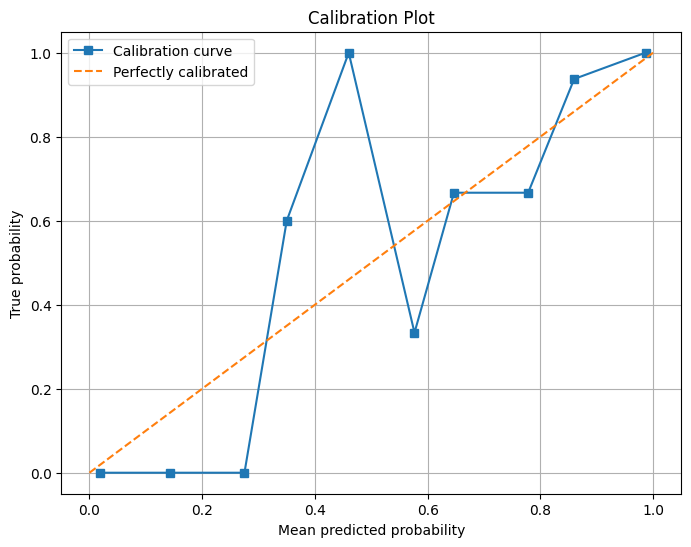 Calibration Plot
Calibration curve
Perfectly calibrated
True probability
1.0
0.8
0.6
0.4
0.2
0.0
0.0 0.2 0.4 0.6 0.8 1.0
Mean predicted probability